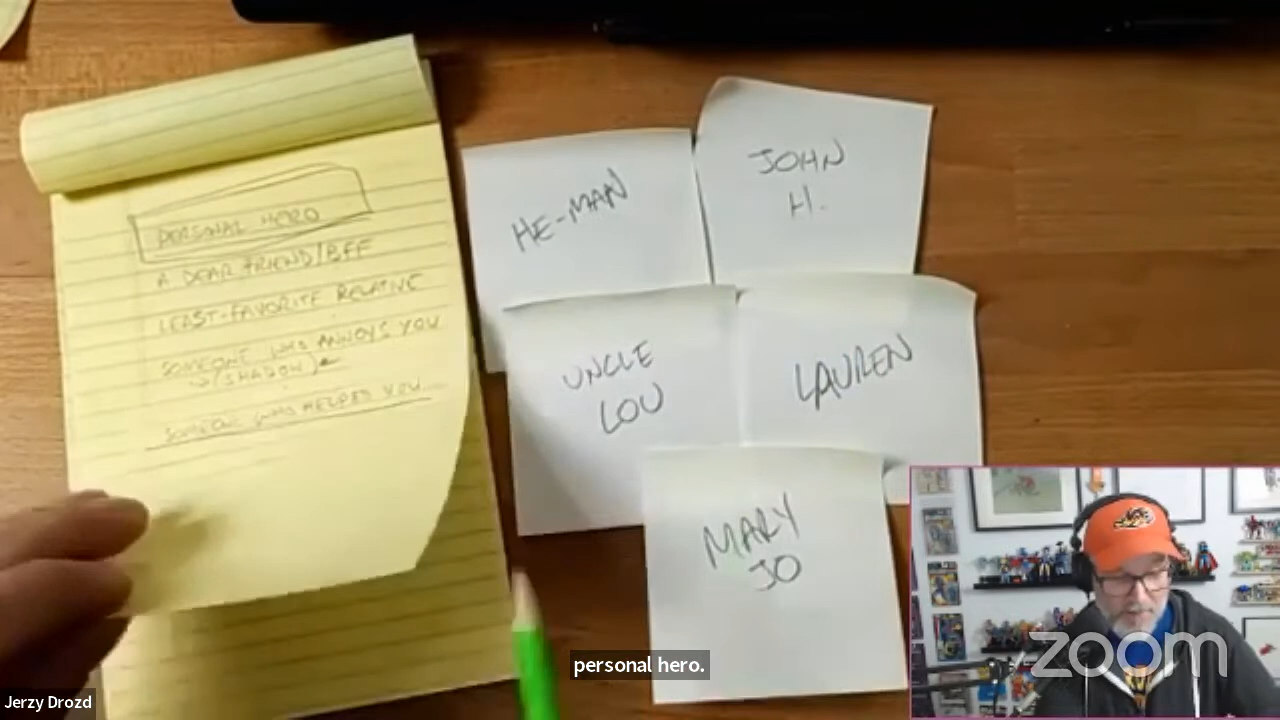 PERSONAL HERO
A DEAR FRIEND/BFF
LEAST-FAVORITE RELATIVE
SOMEONE WHO ANNOYS YOU
(SHADOW)
SOMEONE WHO HELPED YOU
HE-MAN
JOHN
H.
UNCLE
LOU
LAUREN
MARY
JO
personal hero.
zoom
Jerzy Drozd